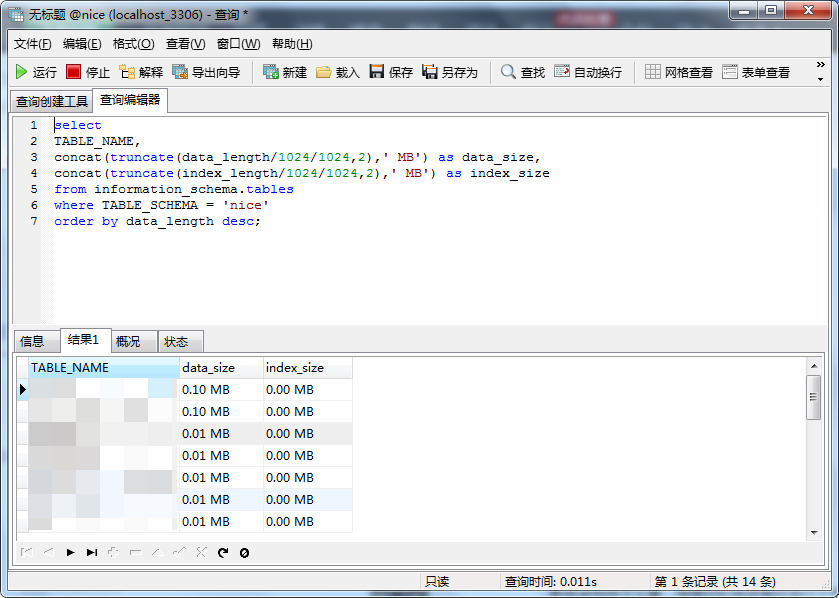 无标题 @nice (localhost_3306) - 查询 *
文件(F) 编辑(E) 格式(O) 查看(V) 窗口(W) 帮助(H)
运行 停止 解释 导出向导 新建 载入 保存 另存为 查找 自动换行 网格查看 表单查看 »
查询创建工具 查询编辑器
1 select
2 TABLE_NAME,
3 concat(truncate(data_length/1024/1024,2),' MB') as data_size,
4 concat(truncate(index_length/1024/1024,2),' MB') as index_size
5 from information_schema.tables
6 where TABLE_SCHEMA = 'nice'
7 order by data_length desc;
信息 结果1 概况 状态
TABLE_NAME data_size index_size
0.10 MB 0.00 MB
0.10 MB 0.00 MB
0.01 MB 0.00 MB
0.01 MB 0.00 MB
0.01 MB 0.00 MB
0.01 MB 0.00 MB
0.01 MB 0.00 MB
只读 查询时间: 0.011s 第 1 条记录 (共 14 条)